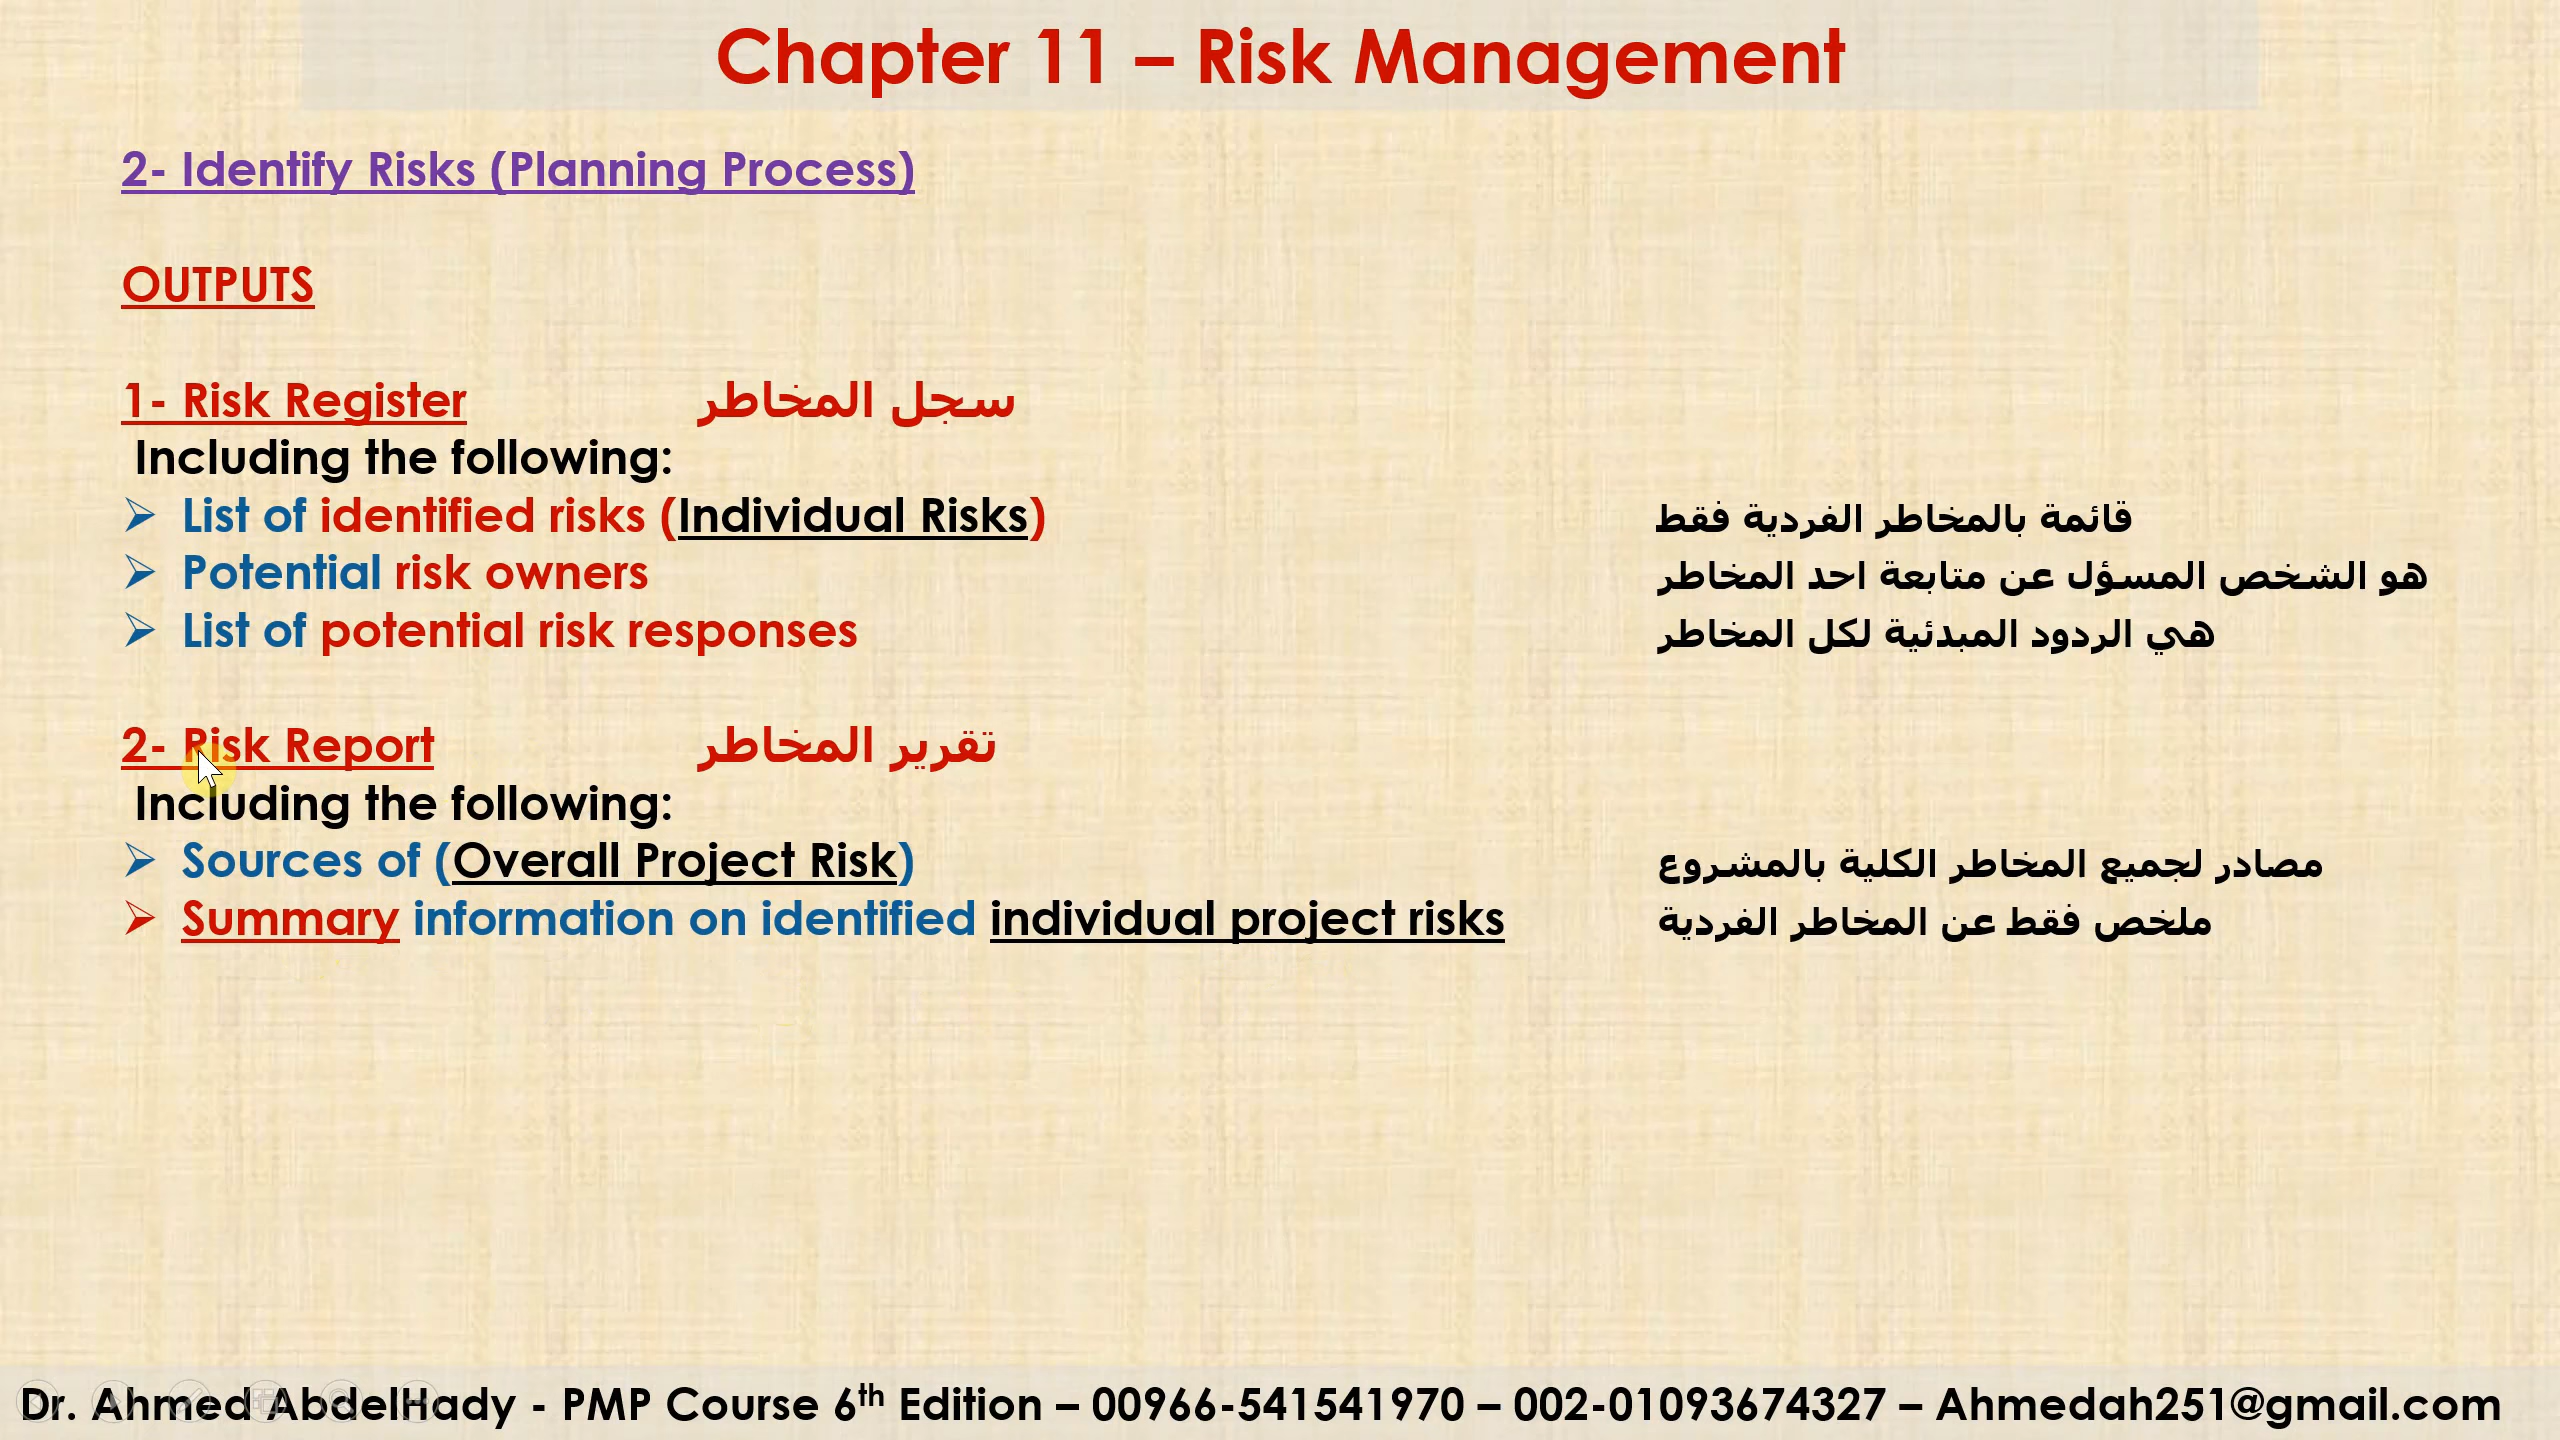 Chapter 11 – Risk Management
2- Identify Risks (Planning Process)
OUTPUTS
1- Risk Register سجل المخاطر
Including the following:
➢ List of identified risks (Individual Risks) قائمة بالمخاطر الفردية فقط
➢ Potential risk owners هو الشخص المسؤل عن متابعة احد المخاطر
➢ List of potential risk responses هي الردود المبدئية لكل المخاطر
2- Risk Report تقرير المخاطر
Including the following:
➢ Sources of (Overall Project Risk) مصادر لجميع المخاطر الكلية بالمشروع
➢ Summary information on identified individual project risks ملخص فقط عن المخاطر الفردية
Dr. Ahmed AbdelHady - PMP Course 6th Edition – 00966-541541970 – 002-01093674327 – Ahmedah251@gmail.com